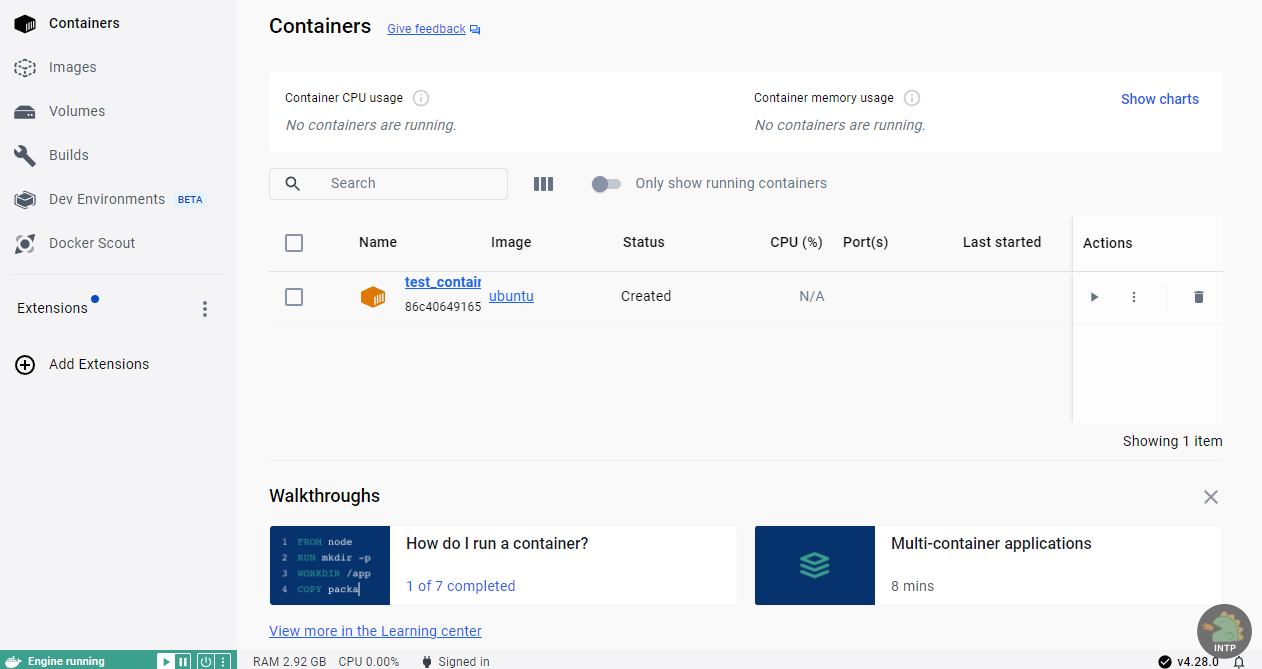 Containers
Images
Volumes
Builds
Dev Environments BETA
Docker Scout
Extensions
Add Extensions
Containers Give feedback
Container CPU usage
No containers are running.
Container memory usage
No containers are running.
Show charts
Search
Only show running containers
Name Image Status CPU (%) Port(s) Last started Actions
test_contair ubuntu Created N/A
86c40649165
Showing 1 item
Walkthroughs
1 FROM node
2 RUN mkdir -p
3 WORKDIR /app
4 COPY packa
How do I run a container?
1 of 7 completed
Multi-container applications
8 mins
View more in the Learning center
INTP
Engine running RAM 2.92 GB CPU 0.00% Signed in v4.28.0